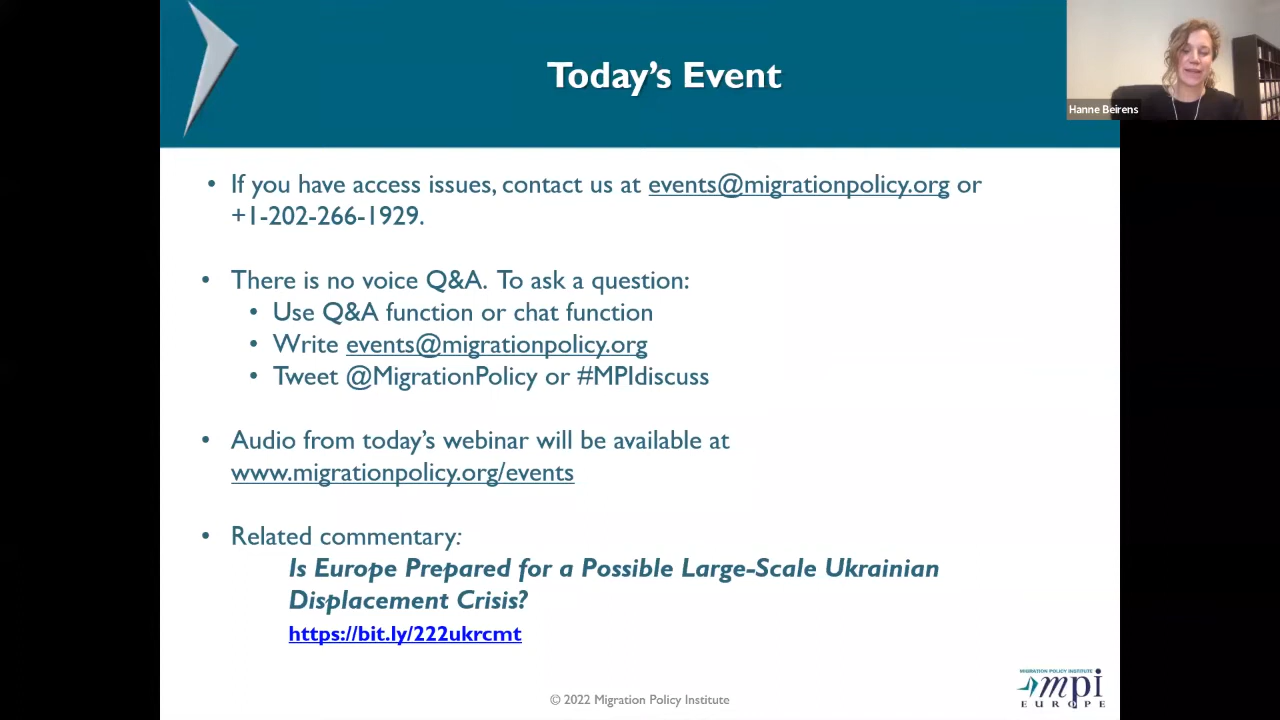 Today's Event
Hanne Beirens
• If you have access issues, contact us at events@migrationpolicy.org or
+1-202-266-1929.
• There is no voice Q&A. To ask a question:
• Use Q&A function or chat function
• Write events@migrationpolicy.org
• Tweet @MigrationPolicy or #MPIdiscuss
• Audio from today's webinar will be available at
www.migrationpolicy.org/events
• Related commentary:
Is Europe Prepared for a Possible Large-Scale Ukrainian
Displacement Crisis?
https://bit.ly/222ukrcmt
© 2022 Migration Policy Institute
MIGRATION POLICY INSTITUTE
mpi
EUROPE